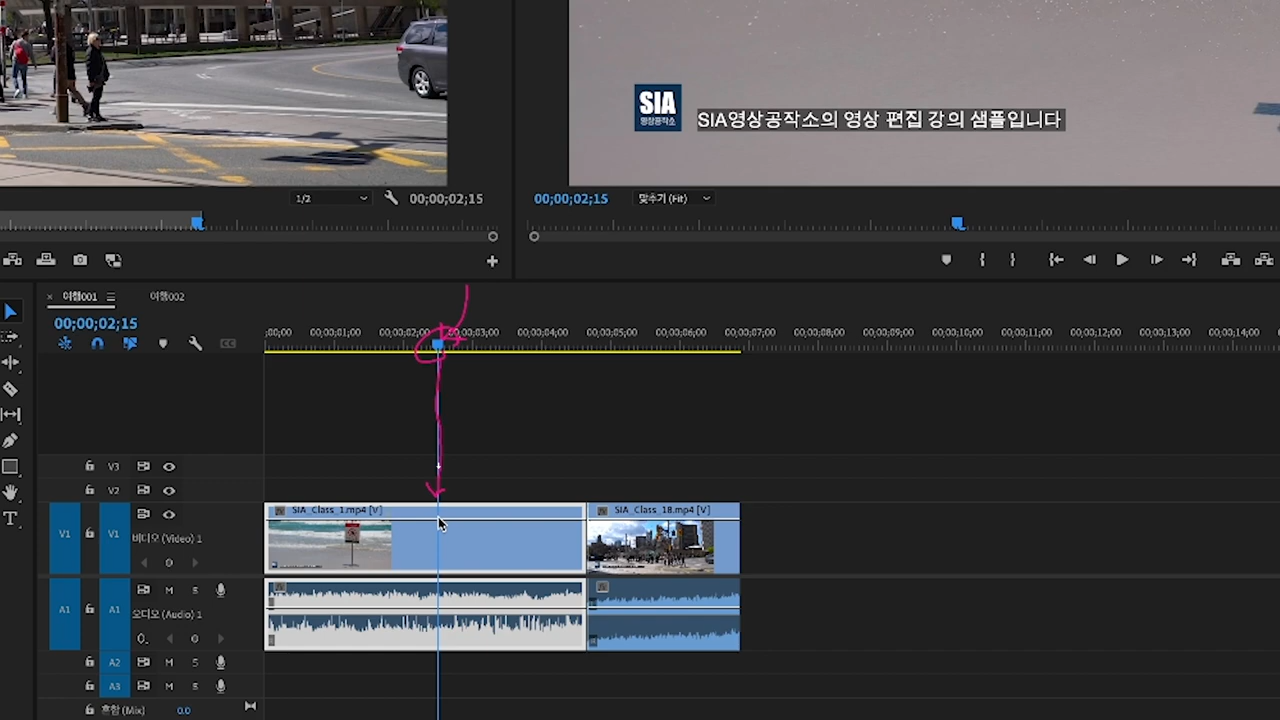 SIA
영상공작소
SIA영상공작소의 영상 편집 강의 샘플입니다
1/2
00;00;02;15
00;00;02;15
맞추기 (Fit)
여행001
여행002
00;00;02;15
;00;00
00;00;01;00
00;00;02;00
00;00;03;00
00;00;04;00
00;00;05;00
00;00;06;00
00;00;07;00
00;00;08;00
00;00;09;00
00;00;10;00
00;00;11;00
00;00;12;00
00;00;13;00
00;00;14;00
V3
V2
SIA_Class_1.mp4 [V]
SIA_Class_18.mp4 [V]
V1
V1
비디오 (Video) 1
M
S
A1
A1
오디오 (Audio) 1
A2
M
S
A3
M
S
혼합 (Mix)
0.0